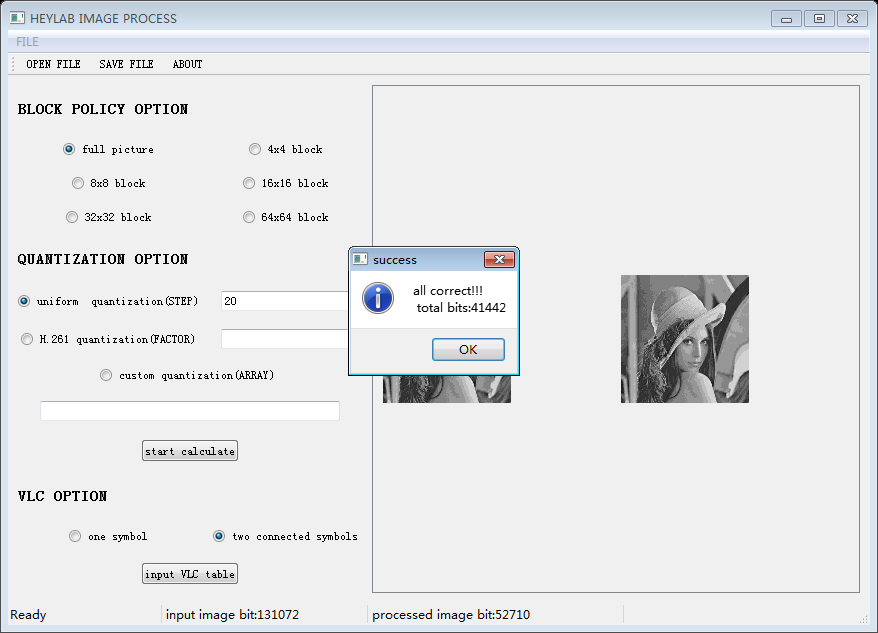 HEYLAB IMAGE PROCESS
FILE
OPEN FILE SAVE FILE ABOUT
BLOCK POLICY OPTION
full picture 4x4 block
8x8 block 16x16 block
32x32 block 64x64 block
QUANTIZATION OPTION
uniform quantization(STEP) 20
H.261 quantization(FACTOR)
custom quantization(ARRAY)
start calculate
VLC OPTION
one symbol two connected symbols
input VLC table
success
all correct!!!
total bits:41442
OK
Ready input image bit:131072 processed image bit:52710